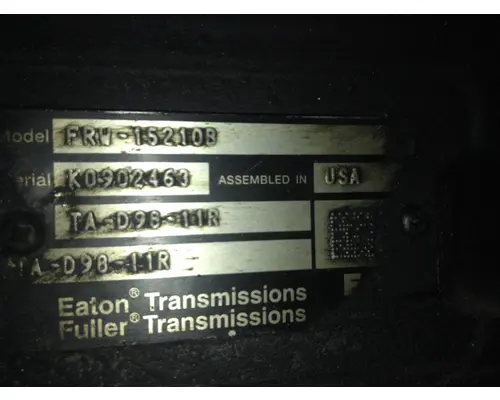 Model FRW-15210B
Serial K0902463 ASSEMBLED IN USA
TA-D98-11R
TA-D98-11R
Eaton® Transmissions
Fuller® Transmissions